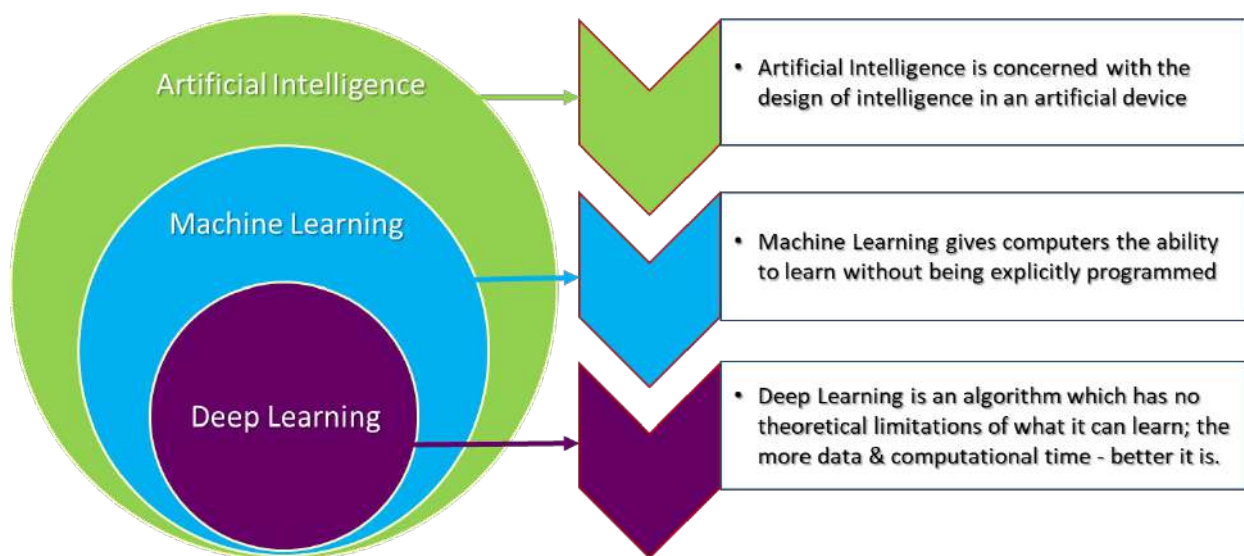 Artificial Intelligence
Machine Learning
Deep Learning
• Artificial Intelligence is concerned with the
design of intelligence in an artificial device
• Machine Learning gives computers the ability
to learn without being explicitly programmed
• Deep Learning is an algorithm which has no
theoretical limitations of what it can learn; the
more data & computational time - better it is.